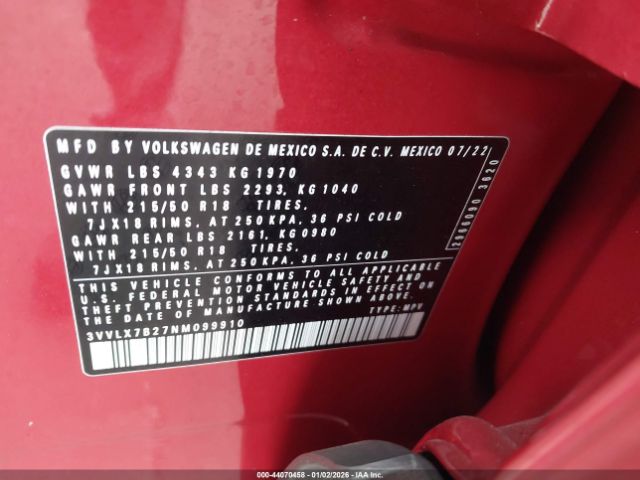 MFD BY VOLKSWAGEN DE MEXICO S.A. DE C.V. MEXICO 07/22
GVWR LBS 4343 KG 1970
GAWR FRONT LBS 2293, KG 1040
WITH 215/50 R18 TIRES,
7JX18 RIMS, AT 250 KPA, 36 PSI COLD
GAWR REAR LBS 2161, KG 0980
WITH 215/50 R18 TIRES,
7JX18 RIMS, AT 250 KPA, 36 PSI COLD
THIS VEHICLE CONFORMS TO ALL APPLICABLE
U.S. FEDERAL MOTOR VEHICLE SAFETY AND
THEFT PREVENTION STANDARDS IN EFFECT ON
THE DATE OF MANUFACTURE SHOWN ABOVE.
3VVLX7B27NM099910 TYPE: MPV
2966090 3620
000-44070458 - 01/02/2026 - COPART